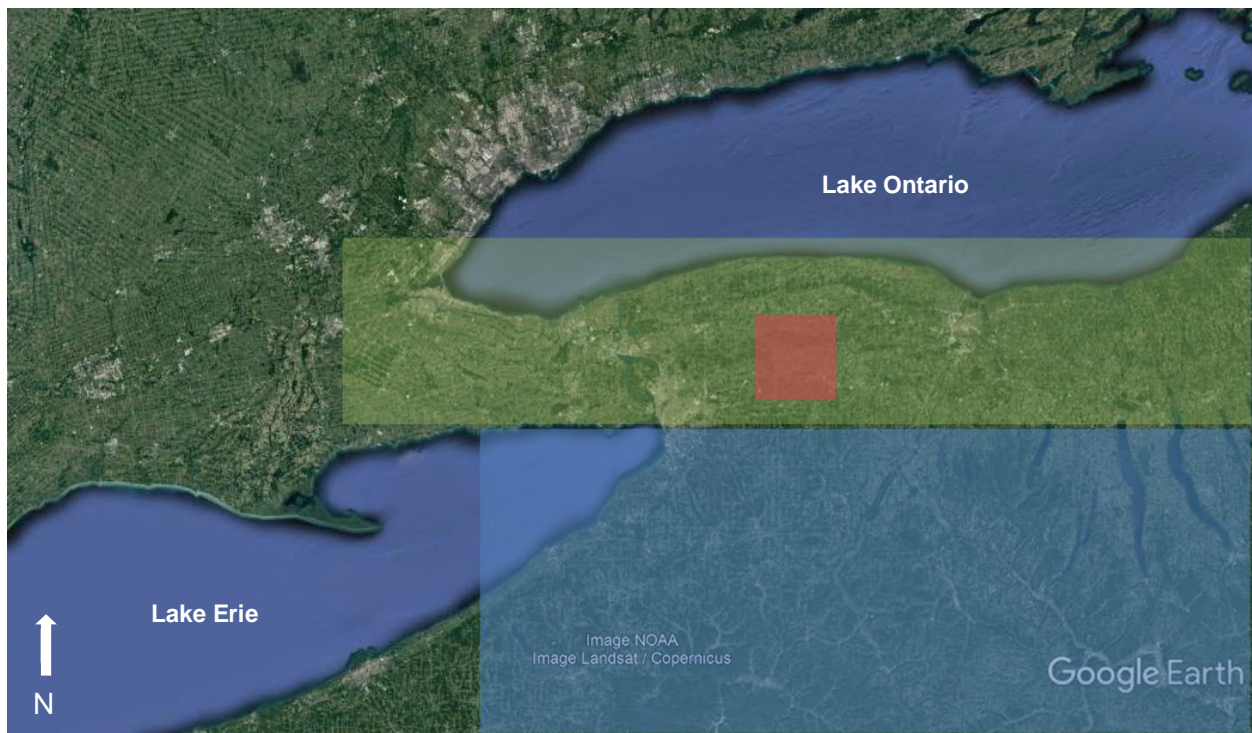 Lake Ontario
Lake Erie
N
Image NOAA
Image Landsat / Copernicus
Google Earth